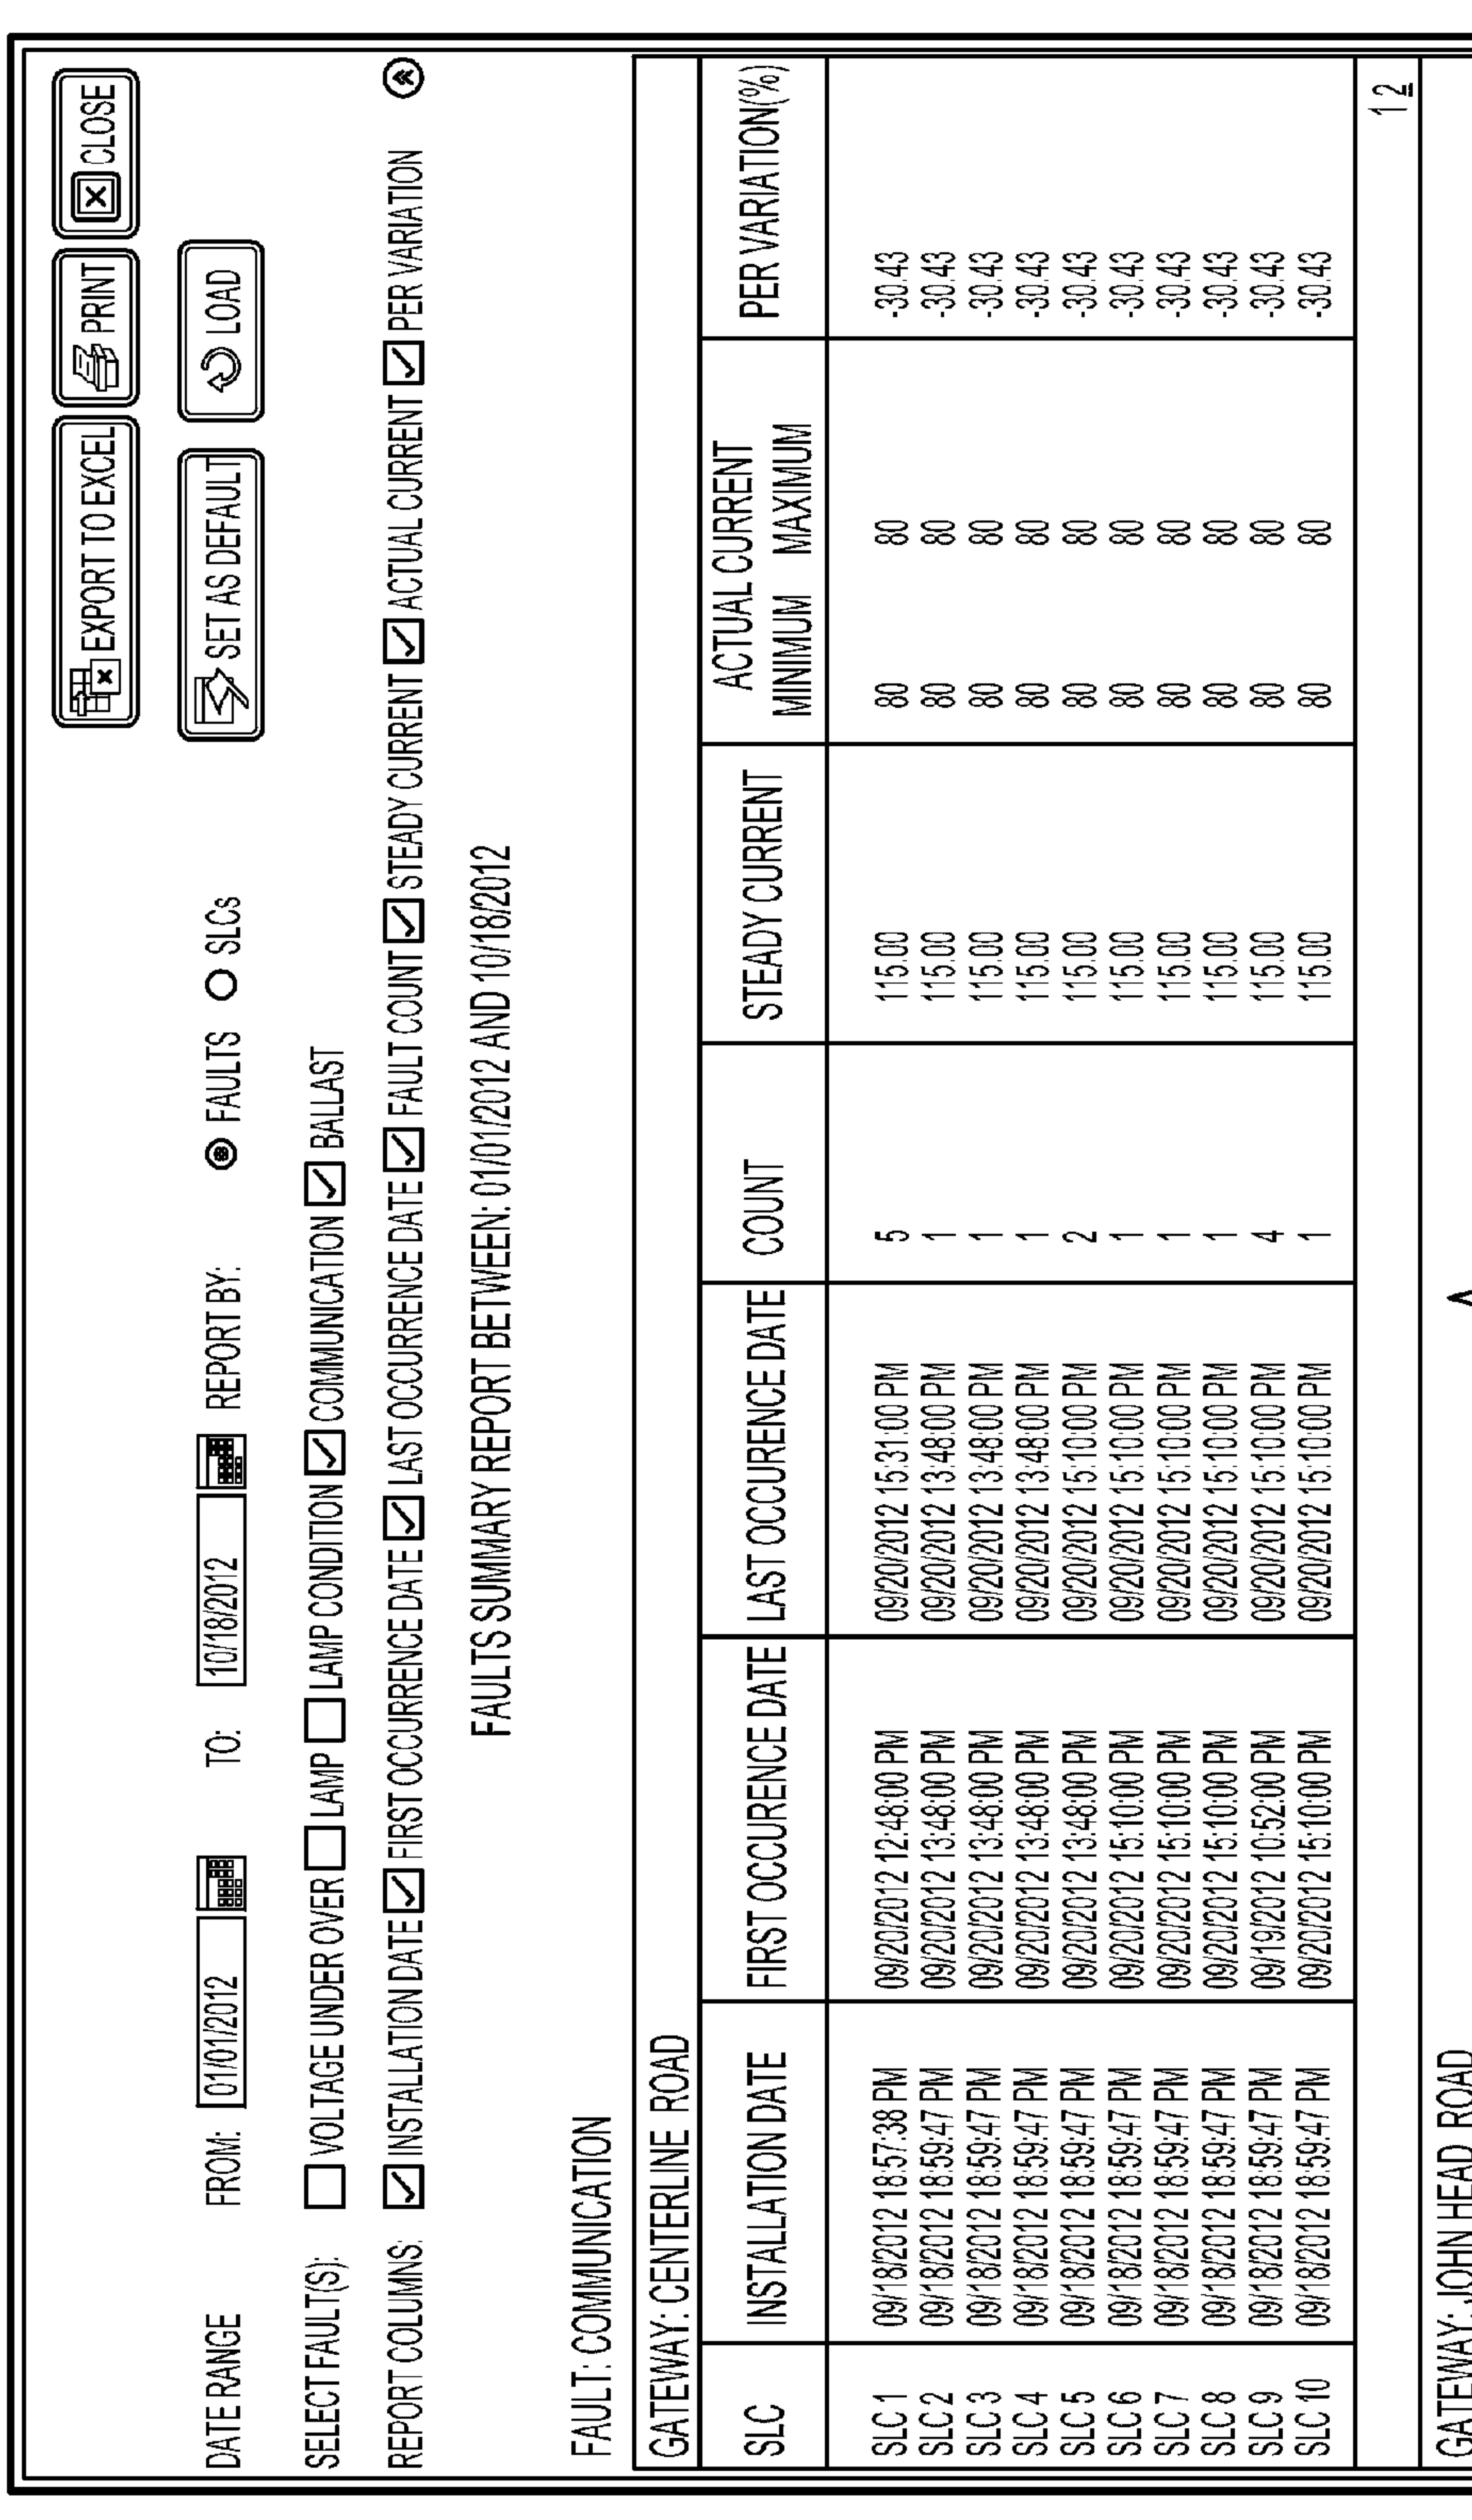 EXPORT TO EXCEL PRINT CLOSE
DATE RANGE FROM: 01/01/2012 TO: 10/18/2012 REPORT BY: FAULTS SLCs SET AS DEFAULT LOAD
SELECT FAULT(S): VOLTAGE UNDER OVER LAMP LAMP CONDITION COMMUNICATION BALLAST
REPORT COLUMNS: INSTALLATION DATE FIRST OCCURRENCE DATE LAST OCCURRENCE DATE FAULT COUNT STEADY CURRENT ACTUAL CURRENT PER VARIATION
FAULTS SUMMARY REPORT BETWEEN: 01/01/2012 AND 10/18/2012
FAULT: COMMUNICATION
GATEWAY: CENTERLINE ROAD
SLC INSTALLATION DATE FIRST OCCURENCE DATE LAST OCCURENCE DATE COUNT STEADY CURRENT ACTUAL CURRENT PER VARIATION(%)
MINIMUM MAXIMUM
SLC 1 09/18/2012 18:57:38 PM 09/20/2012 12:48:00 PM 09/20/2012 15:31:00 PM 5 115.00 80 80 -30.43
SLC 2 09/18/2012 18:59:47 PM 09/20/2012 13:48:00 PM 09/20/2012 13:48:00 PM 1 115.00 80 80 -30.43
SLC 3 09/18/2012 18:59:47 PM 09/20/2012 13:48:00 PM 09/20/2012 13:48:00 PM 1 115.00 80 80 -30.43
SLC 4 09/18/2012 18:59:47 PM 09/20/2012 13:48:00 PM 09/20/2012 13:48:00 PM 1 115.00 80 80 -30.43
SLC 5 09/18/2012 18:59:47 PM 09/20/2012 13:48:00 PM 09/20/2012 15:10:00 PM 2 115.00 80 80 -30.43
SLC 6 09/18/2012 18:59:47 PM 09/20/2012 15:10:00 PM 09/20/2012 15:10:00 PM 1 115.00 80 80 -30.43
SLC 7 09/18/2012 18:59:47 PM 09/20/2012 15:10:00 PM 09/20/2012 15:10:00 PM 1 115.00 80 80 -30.43
SLC 8 09/18/2012 18:59:47 PM 09/20/2012 15:10:00 PM 09/20/2012 15:10:00 PM 1 115.00 80 80 -30.43
SLC 9 09/18/2012 18:59:47 PM 09/19/2012 10:52:00 PM 09/20/2012 15:10:00 PM 4 115.00 80 80 -30.43
SLC 10 09/18/2012 18:59:47 PM 09/20/2012 15:10:00 PM 09/20/2012 15:10:00 PM 1 115.00 80 80 -30.43
1 2
GATEWAY: JOHN HEAD ROAD